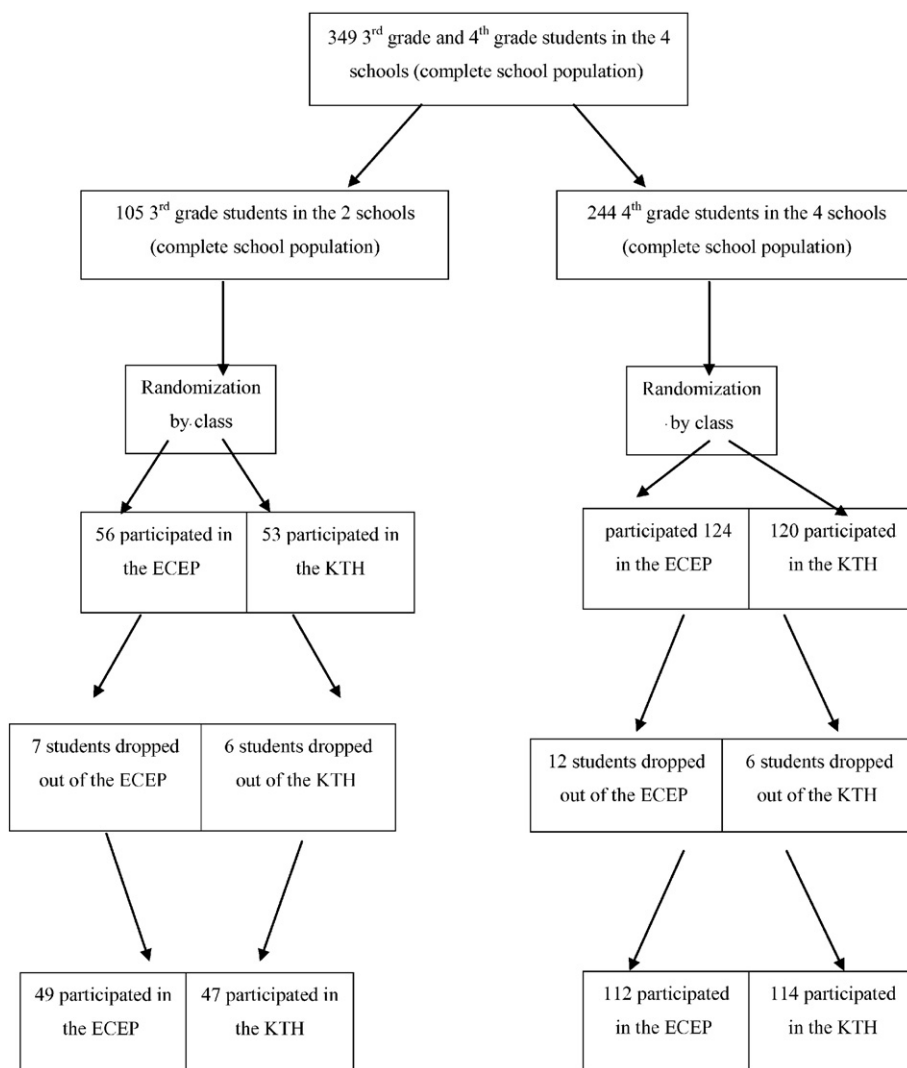 349 3rd grade and 4th grade students in the 4
schools (complete school population)
105 3rd grade students in the 2 schools
(complete school population)
244 4th grade students in the 4 schools
(complete school population)
Randomization
by class
Randomization
by class
56 participated in
the ECEP
53 participated in
the KTH
participated 124
in the ECEP
120 participated
in the KTH
7 students dropped
out of the ECEP
6 students dropped
out of the KTH
12 students dropped
out of the ECEP
6 students dropped
out of the KTH
49 participated in
the ECEP
47 participated in
the KTH
112 participated
in the ECEP
114 participated
in the KTH